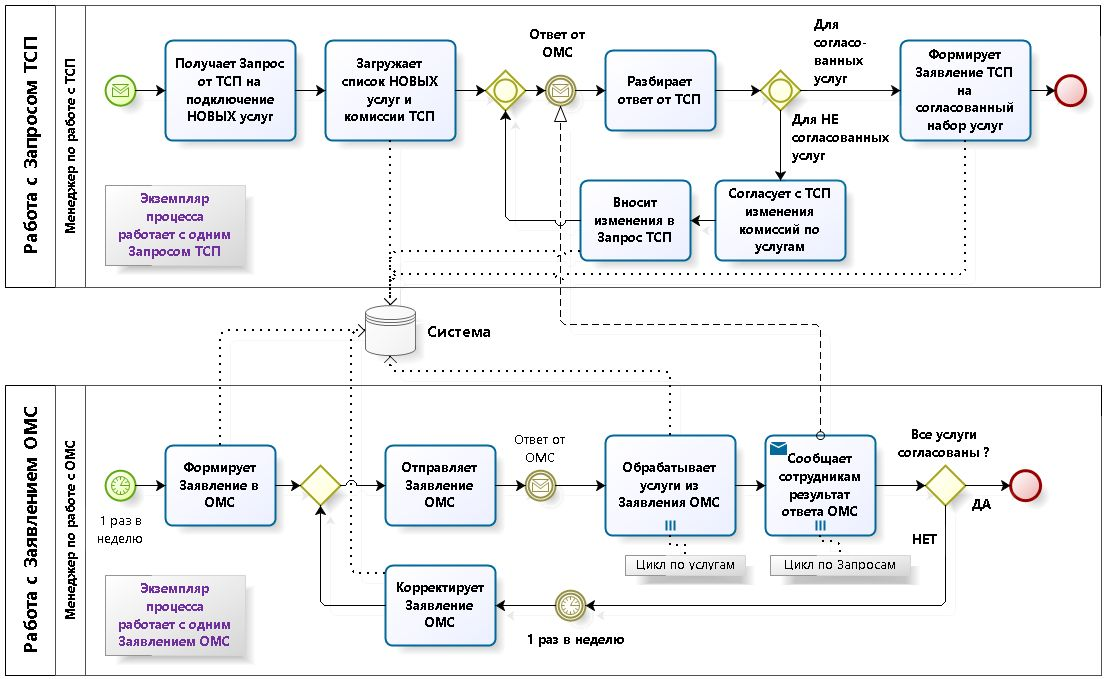 Работа с Запросом ТСП
Менеджер по работе с ТСП
Получает Запрос
от ТСП на
подключение
НОВЫХ услуг
Загружает
список НОВЫХ
услуг и
комиссии ТСП
Ответ от
ОМС
Разбирает
ответ от ТСП
Для
согласо-
ванных
услуг
Формирует
Заявление ТСП
на
согласованный
набор услуг
Для НЕ
согласованных
услуг
Согласует с ТСП
изменения
комиссий по
услугам
Вносит
изменения в
Запрос ТСП
Экземпляр
процесса
работает с одним
Запросом ТСП
Система
Работа с Заявлением ОМС
Менеджер по работе с ОМС
1 раз в
неделю
Формирует
Заявление в
ОМС
Отправляет
Заявление
ОМС
Ответ от
ОМС
Обрабатывает
услуги из
Заявления ОМС
Цикл по услугам
Сообщает
сотрудникам
результат
ответа ОМС
Цикл по Запросам
Все услуги
согласованы ?
ДА
НЕТ
1 раз в неделю
Корректирует
Заявление
ОМС
Экземпляр
процесса
работает с одним
Заявлением ОМС